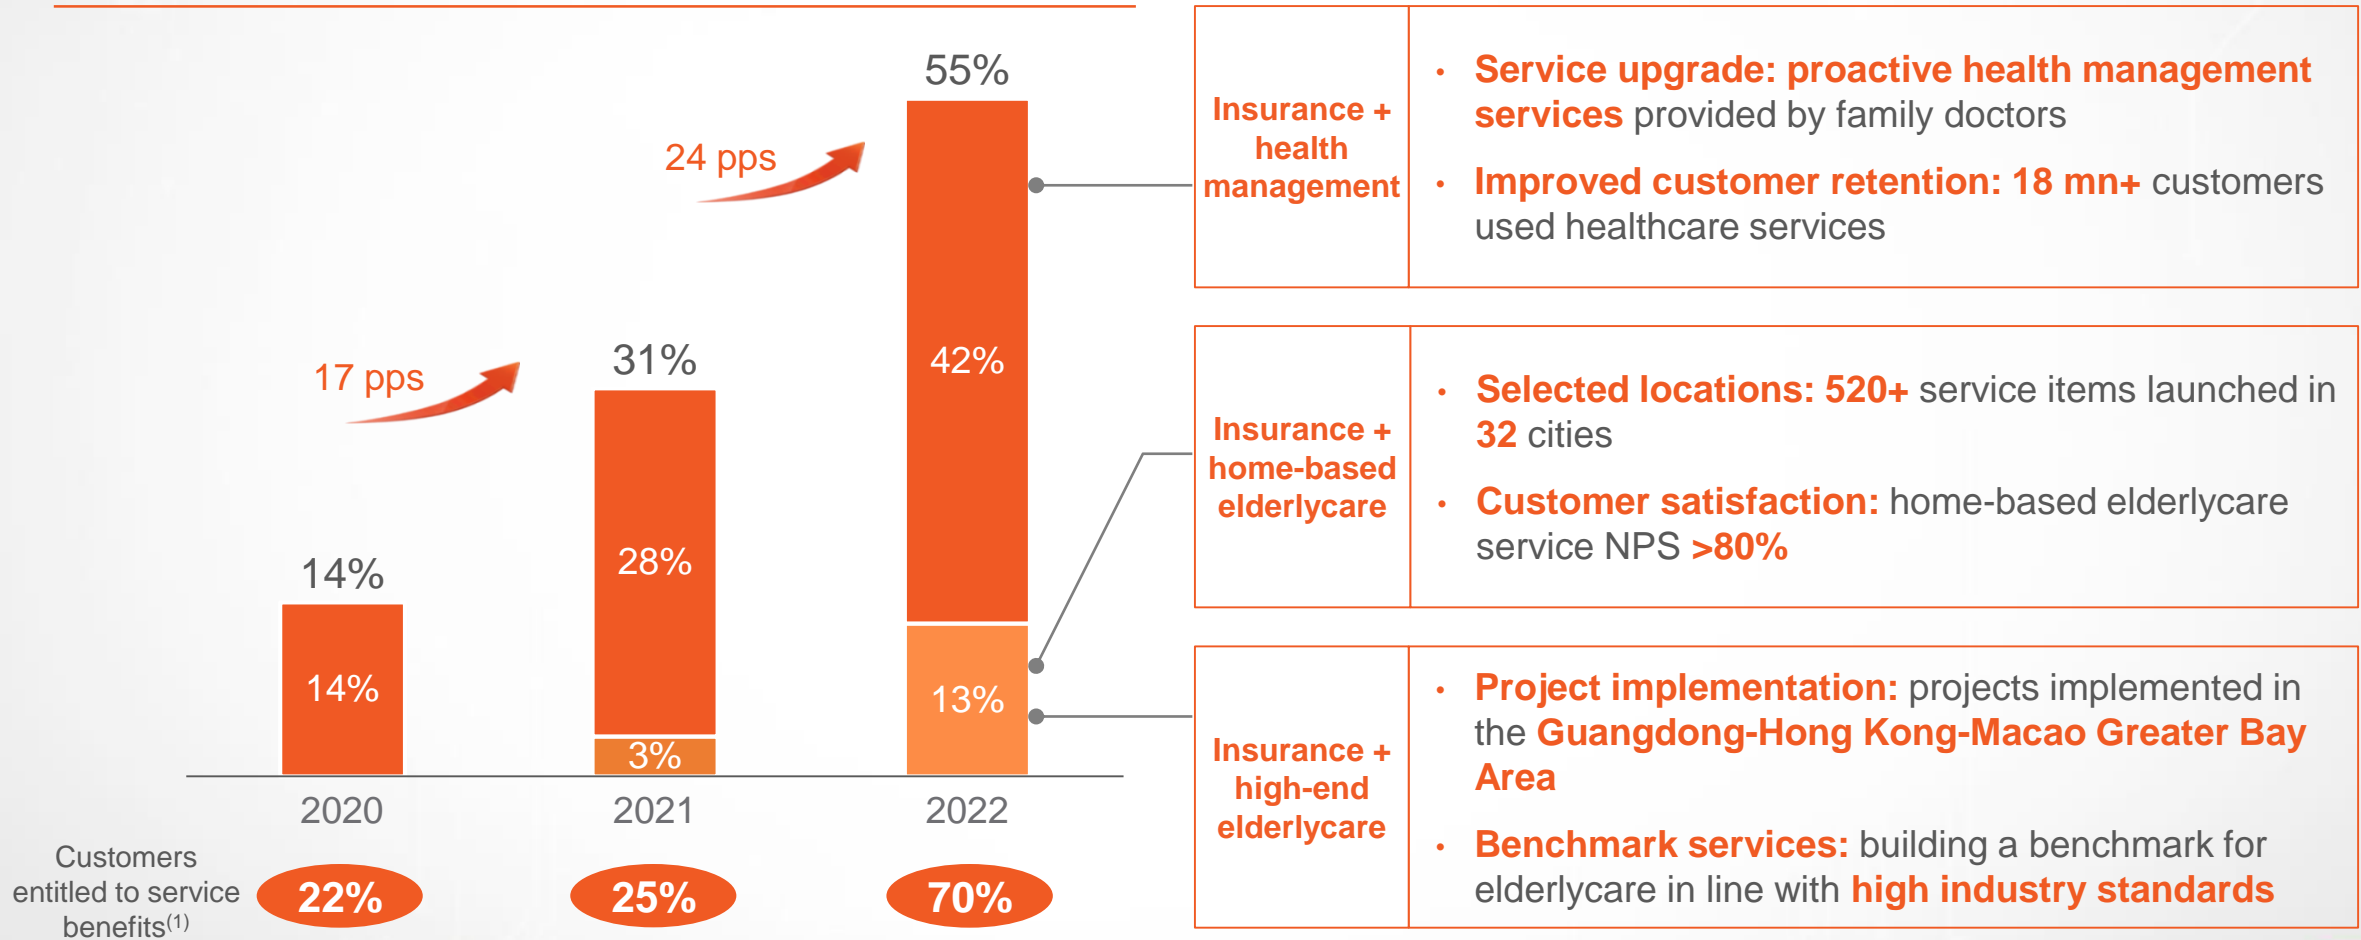 55%
24 pps
42%
13%
31%
17 pps
28%
3%
14%
14%
2020
2021
2022
Customers
entitled to service
benefits(1)
22%
25%
70%
Insurance +
health
management
• Service upgrade: proactive health management
services provided by family doctors
• Improved customer retention: 18 mn+ customers
used healthcare services
Insurance +
home-based
elderlycare
• Selected locations: 520+ service items launched in
32 cities
• Customer satisfaction: home-based elderlycare
service NPS >80%
Insurance +
high-end
elderlycare
• Project implementation: projects implemented in
the Guangdong-Hong Kong-Macao Greater Bay
Area
• Benchmark services: building a benchmark for
elderlycare in line with high industry standards